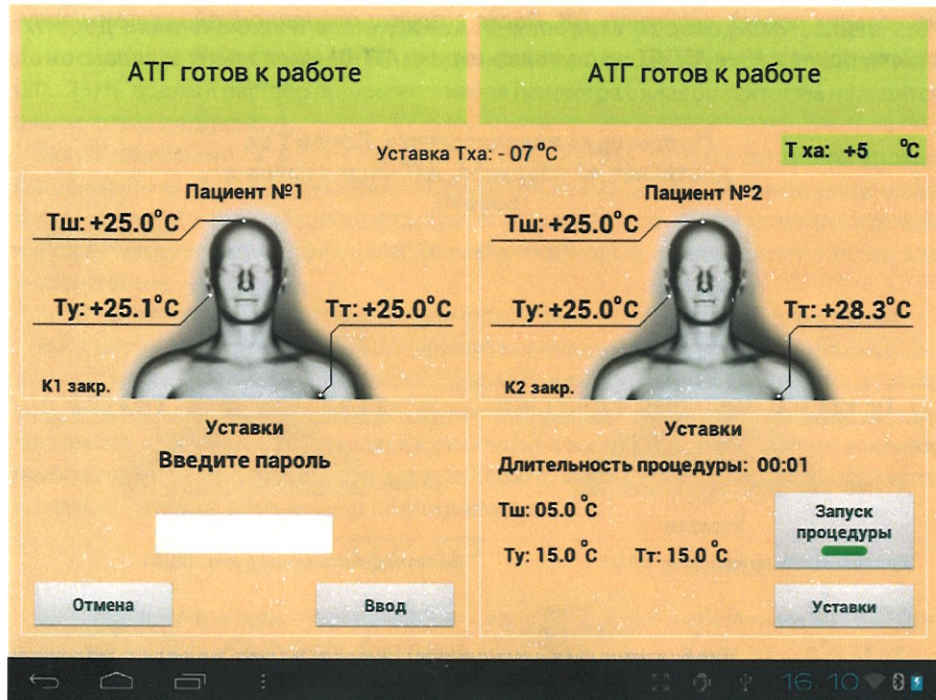 АТГ готов к работе
АТГ готов к работе
Уставка Тха: - 07 °С
Т ха: +5 °С
Пациент №1
Тш: +25.0°С
Ту: +25.1°С
Тт: +25.0°С
К1 закр.
Пациент №2
Тш: +25.0°С
Ту: +25.0°С
Тт: +28.3°С
К2 закр.
Уставки
Введите пароль
Отмена
Ввод
Уставки
Длительность процедуры: 00:01
Тш: 05.0 °С
Ту: 15.0 °С
Тт: 15.0 °С
Запуск
процедуры
Уставки
16 10